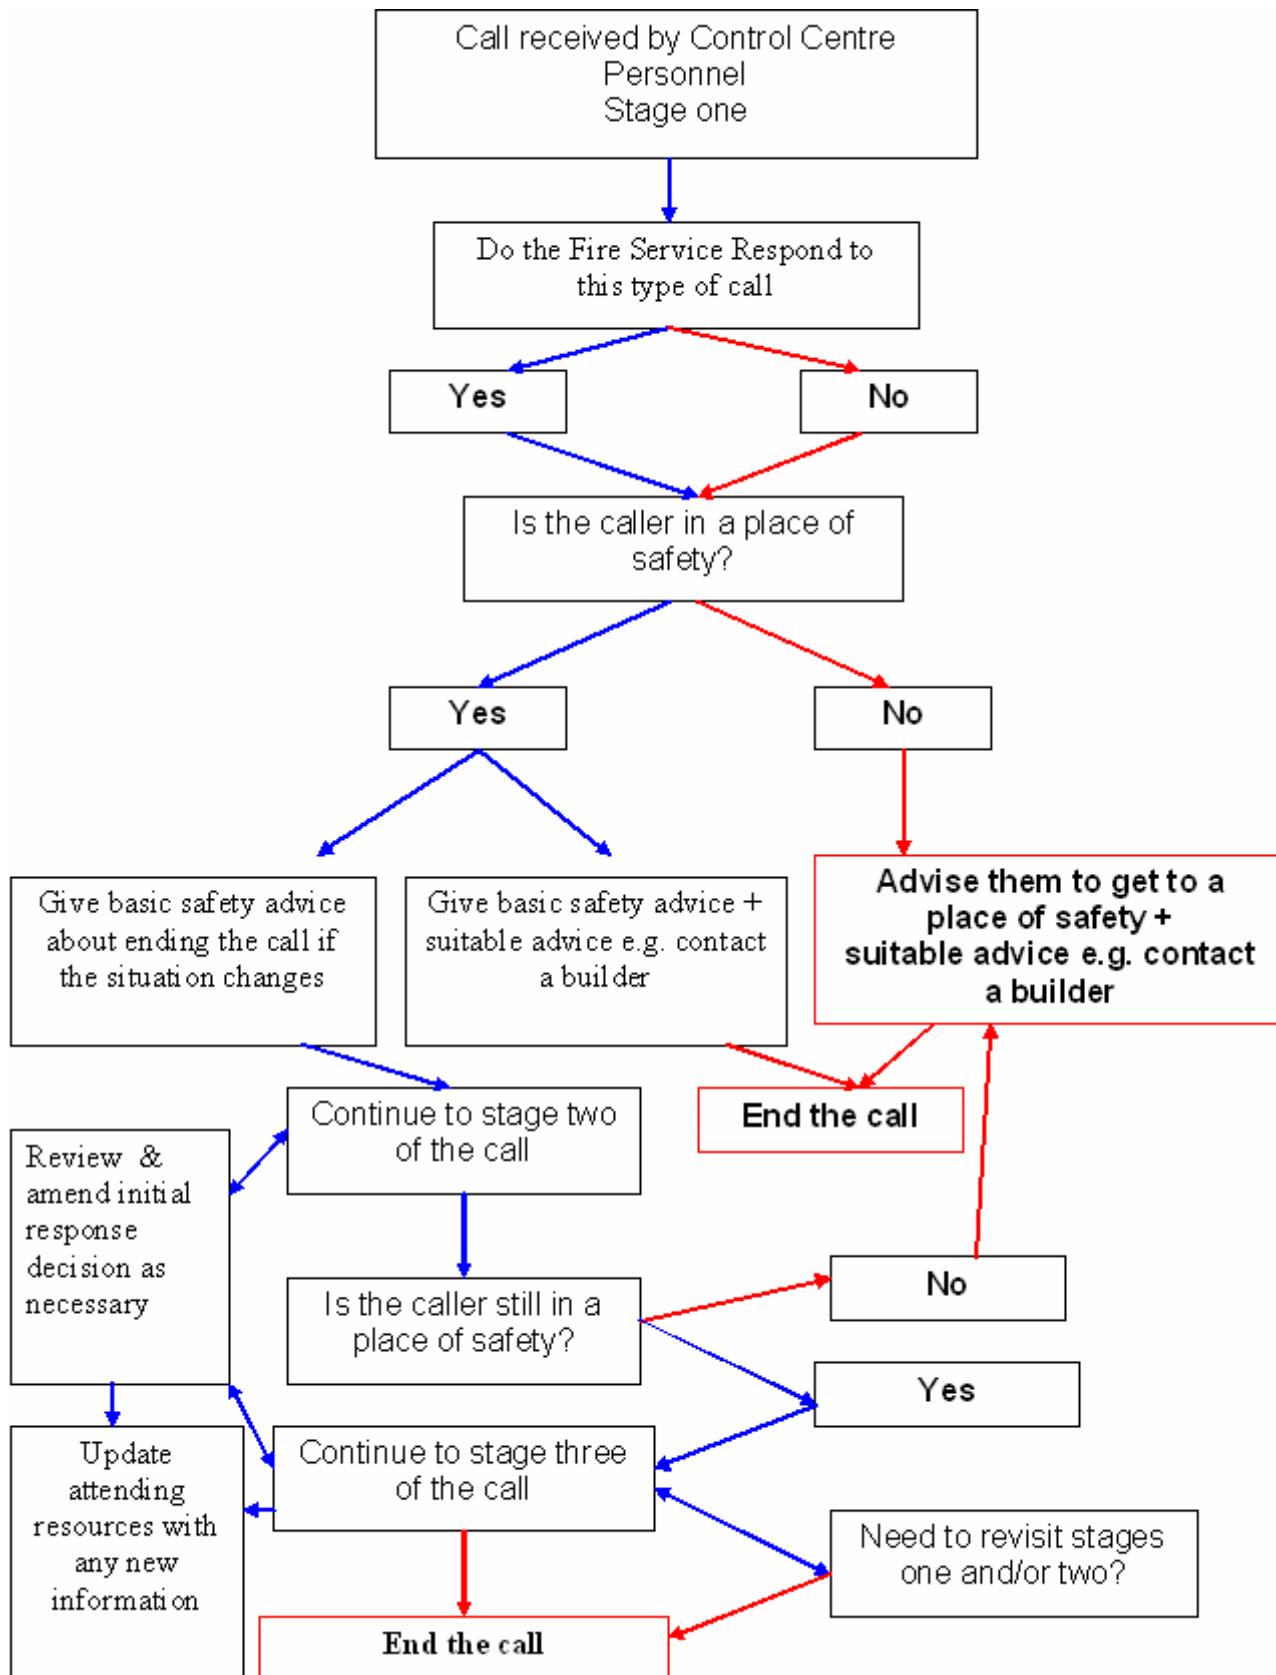 Call received by Control Centre
Personnel
Stage one
Do the Fire Service Respond to
this type of call
Yes
No
Is the caller in a place of
safety?
Yes
No
Give basic safety advice
about ending the call if
the situation changes
Give basic safety advice +
suitable advice e.g. contact
a builder
Advise them to get to a
place of safety +
suitable advice e.g. contact
a builder
Continue to stage two
of the call
End the call
Review & 
amend initial
response
decision as
necessary
Is the caller still in a
place of safety?
No
Yes
Update
attending
resources with
any new
information
Continue to stage three
of the call
Need to revisit stages
one and/or two?
End the call